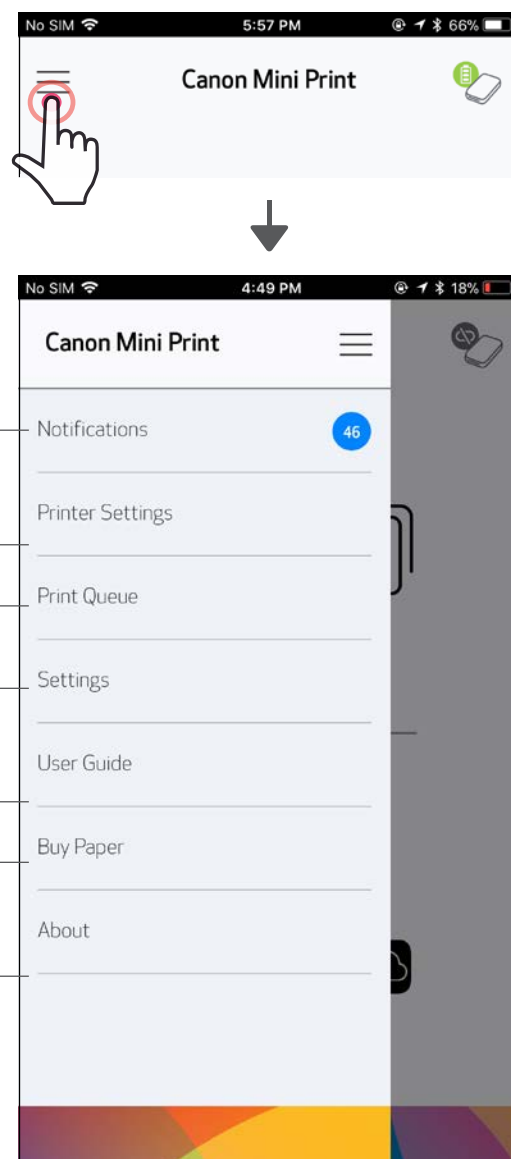 No SIM 5:57 PM 66%
Canon Mini Print
No SIM 4:49 PM 18%
Canon Mini Print
Notifications 46
Printer Settings
Print Queue
Settings
User Guide
Buy Paper
About